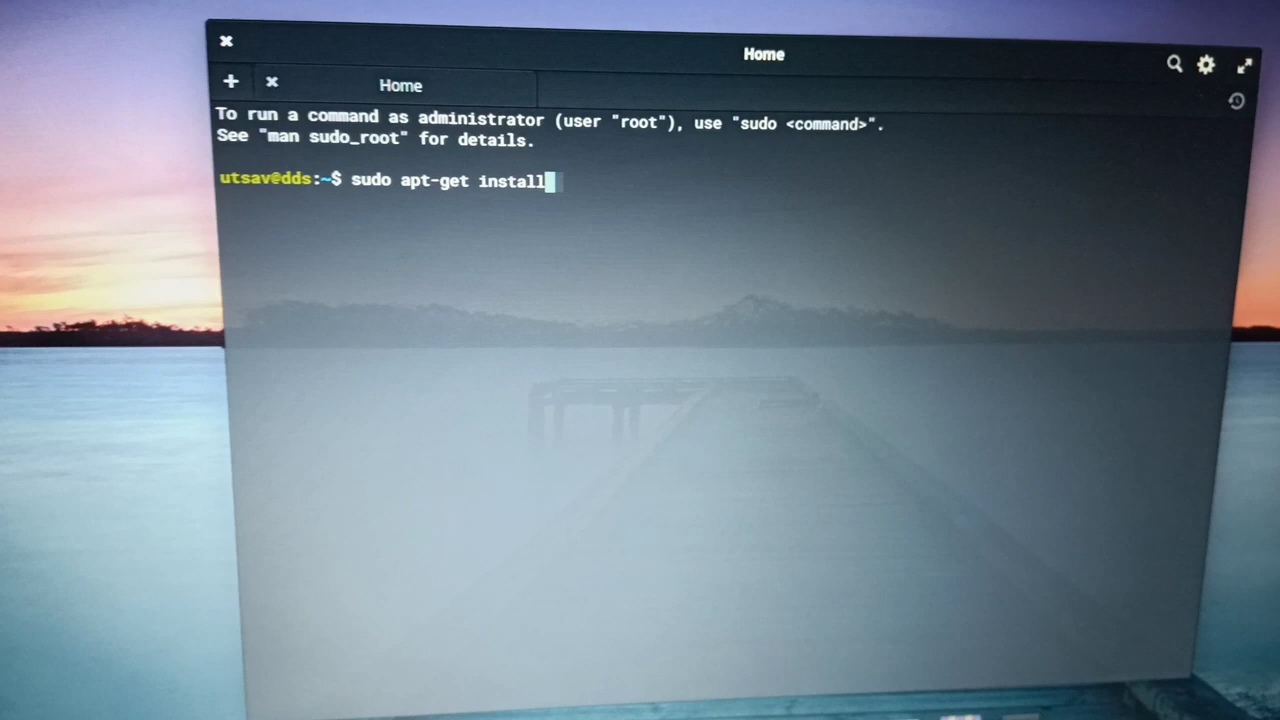 Home
Home
To run a command as administrator (user "root"), use "sudo <command>".
See "man sudo_root" for details.
utsav@dds:~$ sudo apt-get install